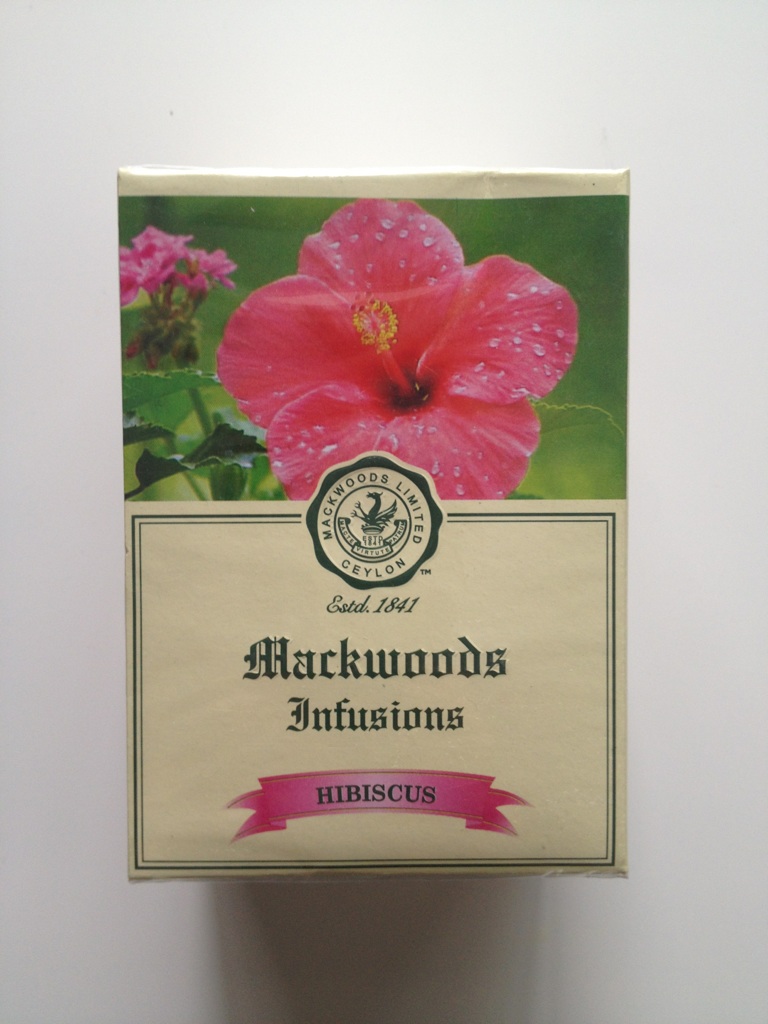 MACKWOODS LIMITED
CEYLON
TM
Estd. 1841
Mackwoods
Infusions
HIBISCUS